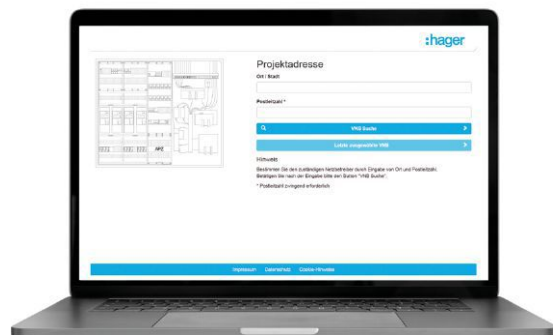 :hager
Projektadresse
Ort / Stadt
Postleitzahl *
VNB Suche
Letzte ausgewählte VNB
Hinweis
Bestimmen Sie den zuständigen Netzbetreiber durch Eingabe von Ort und Postleitzahl.
Betätigen Sie nach der Eingabe bitte den Button "VNB Suche".
* Postleitzahl zwingend erforderlich
APZ
Impressum Datenschutz Cookie-Hinweise